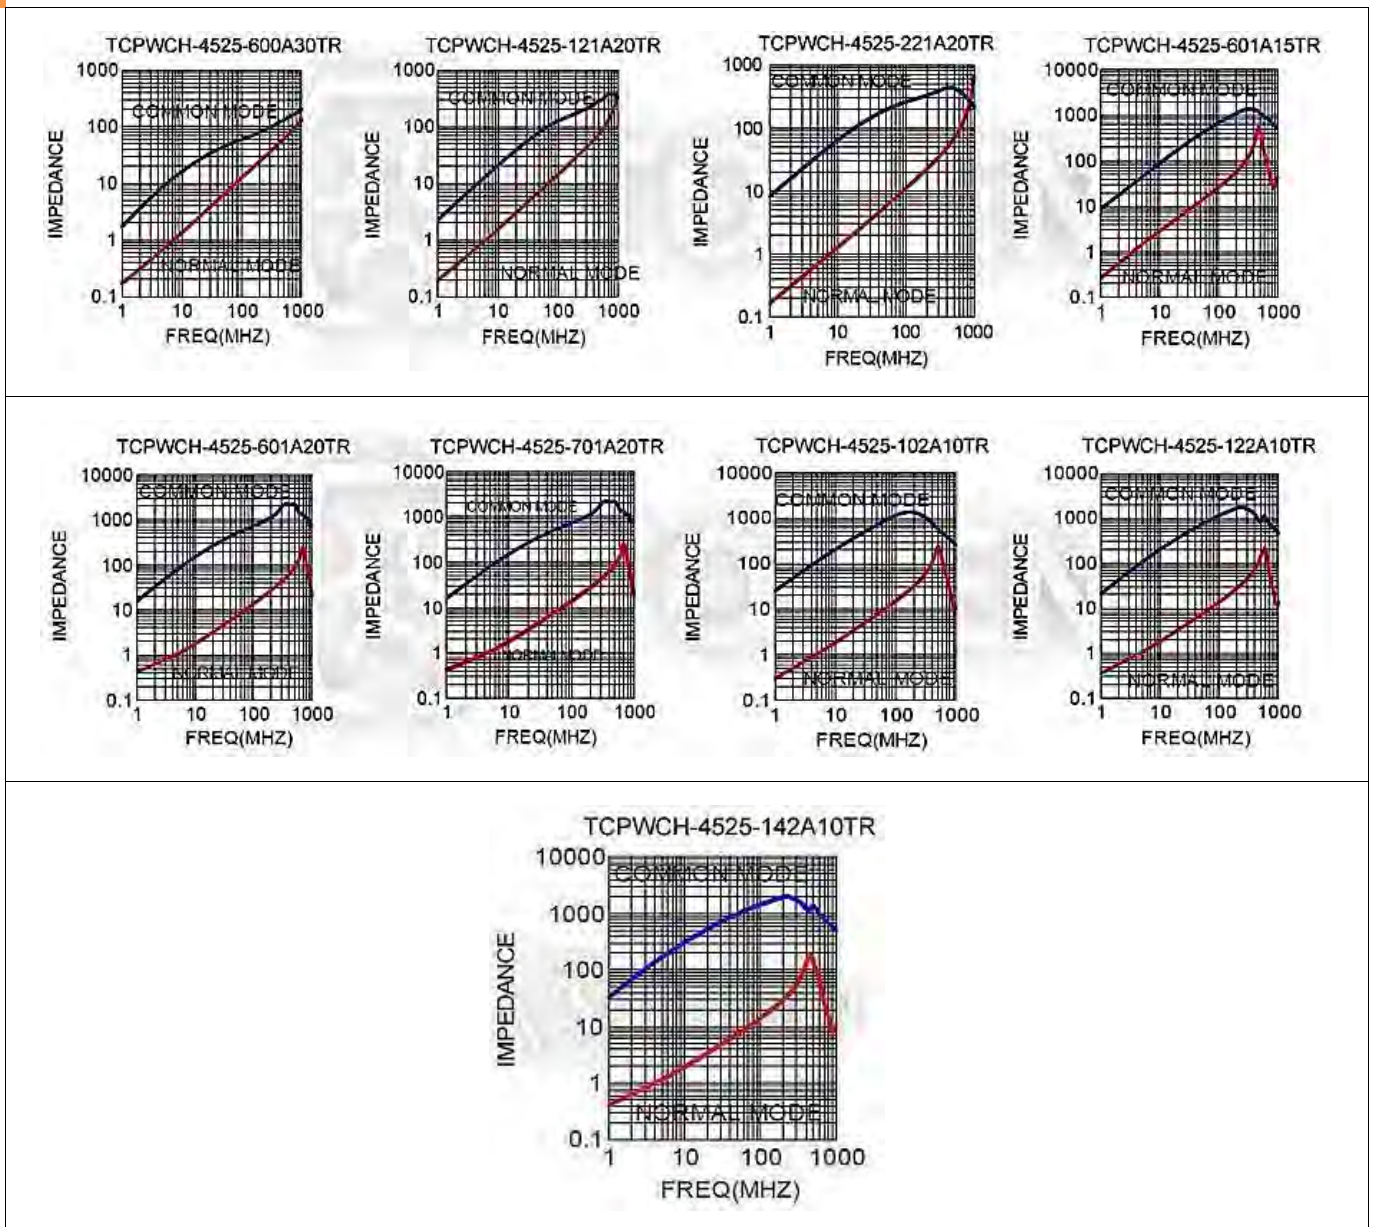 TCPWCH-4525-600A30TR
1000
100
10
1
0.1
IMPEDANCE
COMMON MODE
NORMAL MODE
1 10 100 1000
FREQ(MHZ)
TCPWCH-4525-121A20TR
1000
100
10
1
0.1
IMPEDANCE
COMMON MODE
NORMAL MODE
1 10 100 1000
FREQ(MHZ)
TCPWCH-4525-221A20TR
1000
100
10
1
0.1
IMPEDANCE
COMMON MODE
NORMAL MODE
1 10 100 1000
FREQ(MHZ)
TCPWCH-4525-601A15TR
10000
1000
100
10
1
0.1
IMPEDANCE
COMMON MODE
NORMAL MODE
1 10 100 1000
FREQ(MHZ)
TCPWCH-4525-601A20TR
10000
1000
100
10
1
0.1
IMPEDANCE
COMMON MODE
NORMAL MODE
1 10 100 1000
FREQ(MHZ)
TCPWCH-4525-701A20TR
10000
1000
100
10
1
0.1
IMPEDANCE
COMMON MODE
NORMAL MODE
1 10 100 1000
FREQ(MHZ)
TCPWCH-4525-102A10TR
10000
1000
100
10
1
0.1
IMPEDANCE
COMMON MODE
NORMAL MODE
1 10 100 1000
FREQ(MHZ)
TCPWCH-4525-122A10TR
10000
1000
100
10
1
0.1
IMPEDANCE
COMMON MODE
NORMAL MODE
1 10 100 1000
FREQ(MHZ)
TCPWCH-4525-142A10TR
10000
1000
100
10
1
0.1
IMPEDANCE
COMMON MODE
NORMAL MODE
1 10 100 1000
FREQ(MHZ)